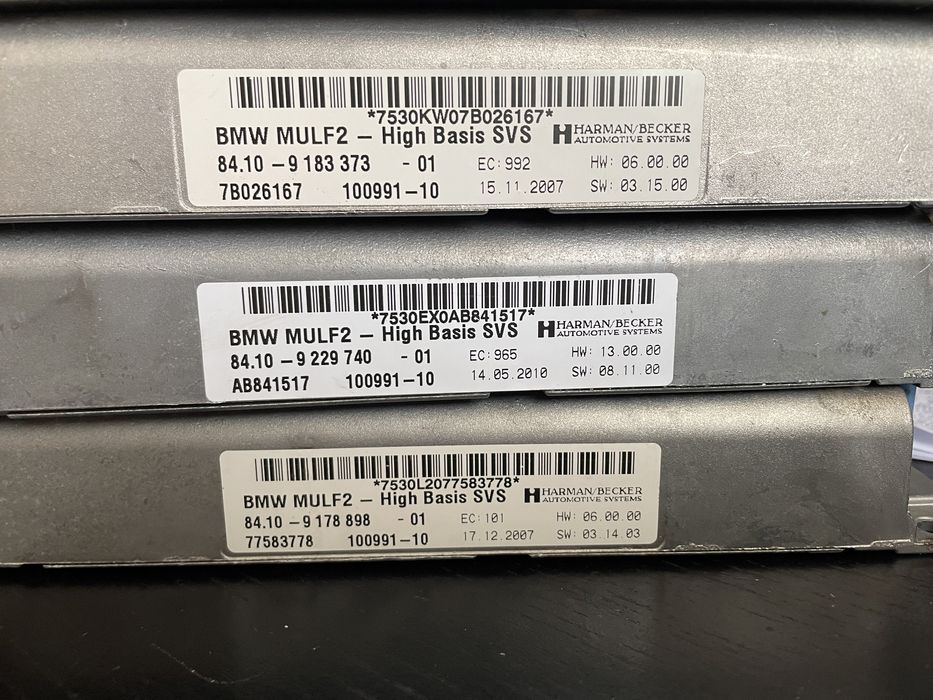 *7530KW07B026167*
BMW MULF2 – High Basis SVS HARMAN/BECKER
AUTOMOTIVE SYSTEMS
84.10 – 9 183 373 - 01 EC: 992 HW: 06.00.00
7B026167 100991–10 15.11.2007 SW: 03.15.00
*7530EX0AB841517*
BMW MULF2 – High Basis SVS HARMAN/BECKER
AUTOMOTIVE SYSTEMS
84.10 – 9 229 740 - 01 EC: 965 HW: 13.00.00
AB841517 100991–10 14.05.2010 SW: 08.11.00
*7530L2077583778*
BMW MULF2 – High Basis SVS HARMAN/BECKER
AUTOMOTIVE SYSTEMS
84.10 – 9 178 898 - 01 EC: 101 HW: 06.00.00
77583778 100991–10 17.12.2007 SW: 03.14.03